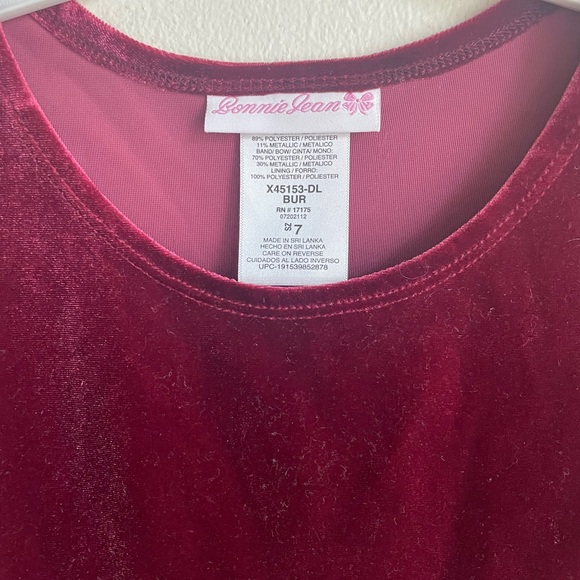 Bonnie Jean
89% POLYESTER / POLIESTER
11% METALLIC / METALICO
BAND/ BOW/ CINTA/ MONO:
70% POLYESTER / POLIESTER
30% METALLIC / METALICO
LINING / FORRO:
100% POLYESTER / POLIESTER
X45153-DL
BUR
RN # 17175
07202112
SZ 7
MADE IN SRI LANKA
HECHO EN SRI LANKA
CARE ON REVERSE
CUIDADOS AL LADO INVERSO
UPC-191539852878